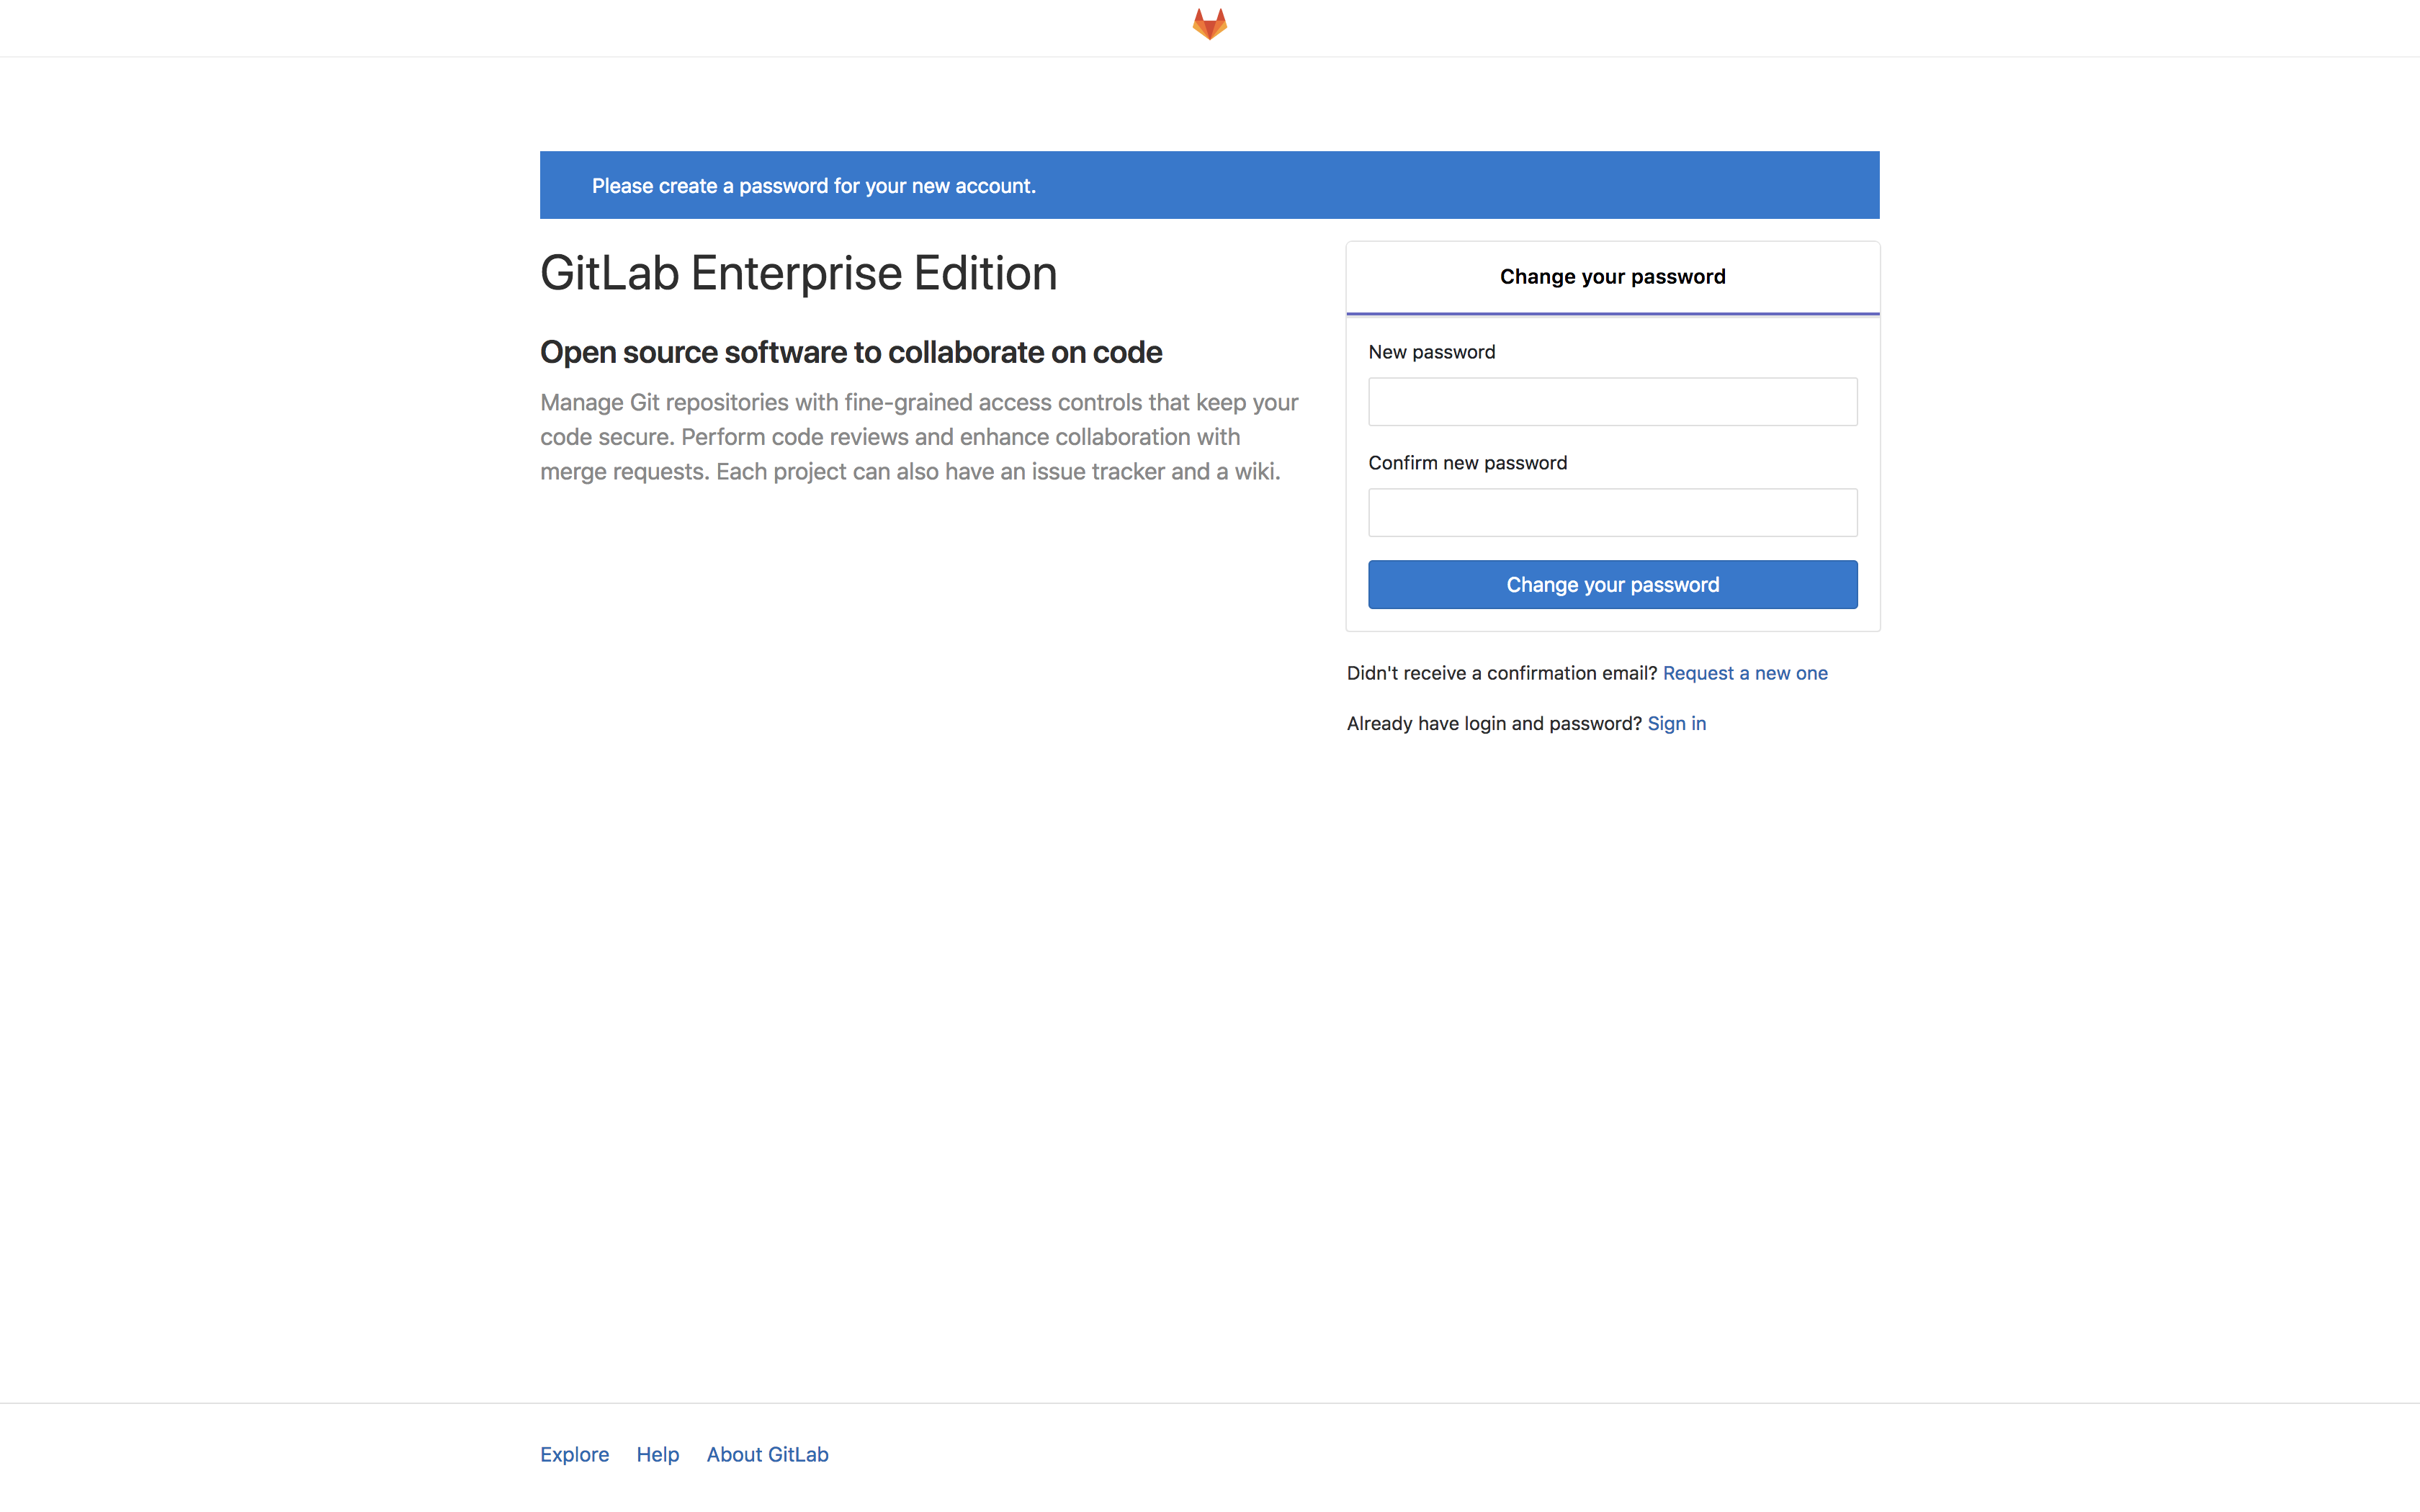 Please create a password for your new account.
GitLab Enterprise Edition
Open source software to collaborate on code
Manage Git repositories with fine-grained access controls that keep your
code secure. Perform code reviews and enhance collaboration with
merge requests. Each project can also have an issue tracker and a wiki.
Change your password
New password
Confirm new password
Change your password
Didn't receive a confirmation email? Request a new one
Already have login and password? Sign in
Explore Help About GitLab